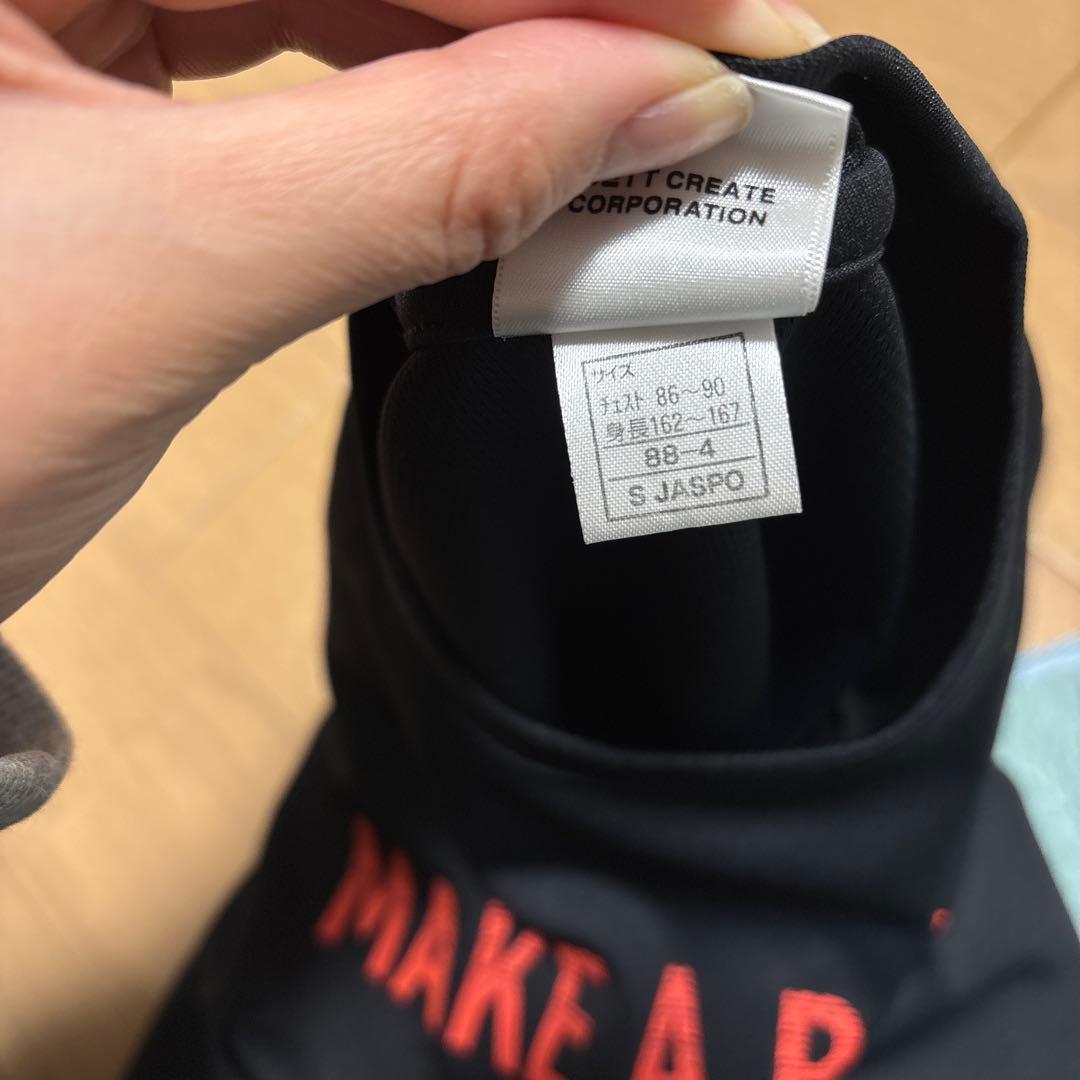 CREATE
CORPORATION
サイズ
チェスト 86～90
身長162～167
88-4
S JASPO
MAKE A